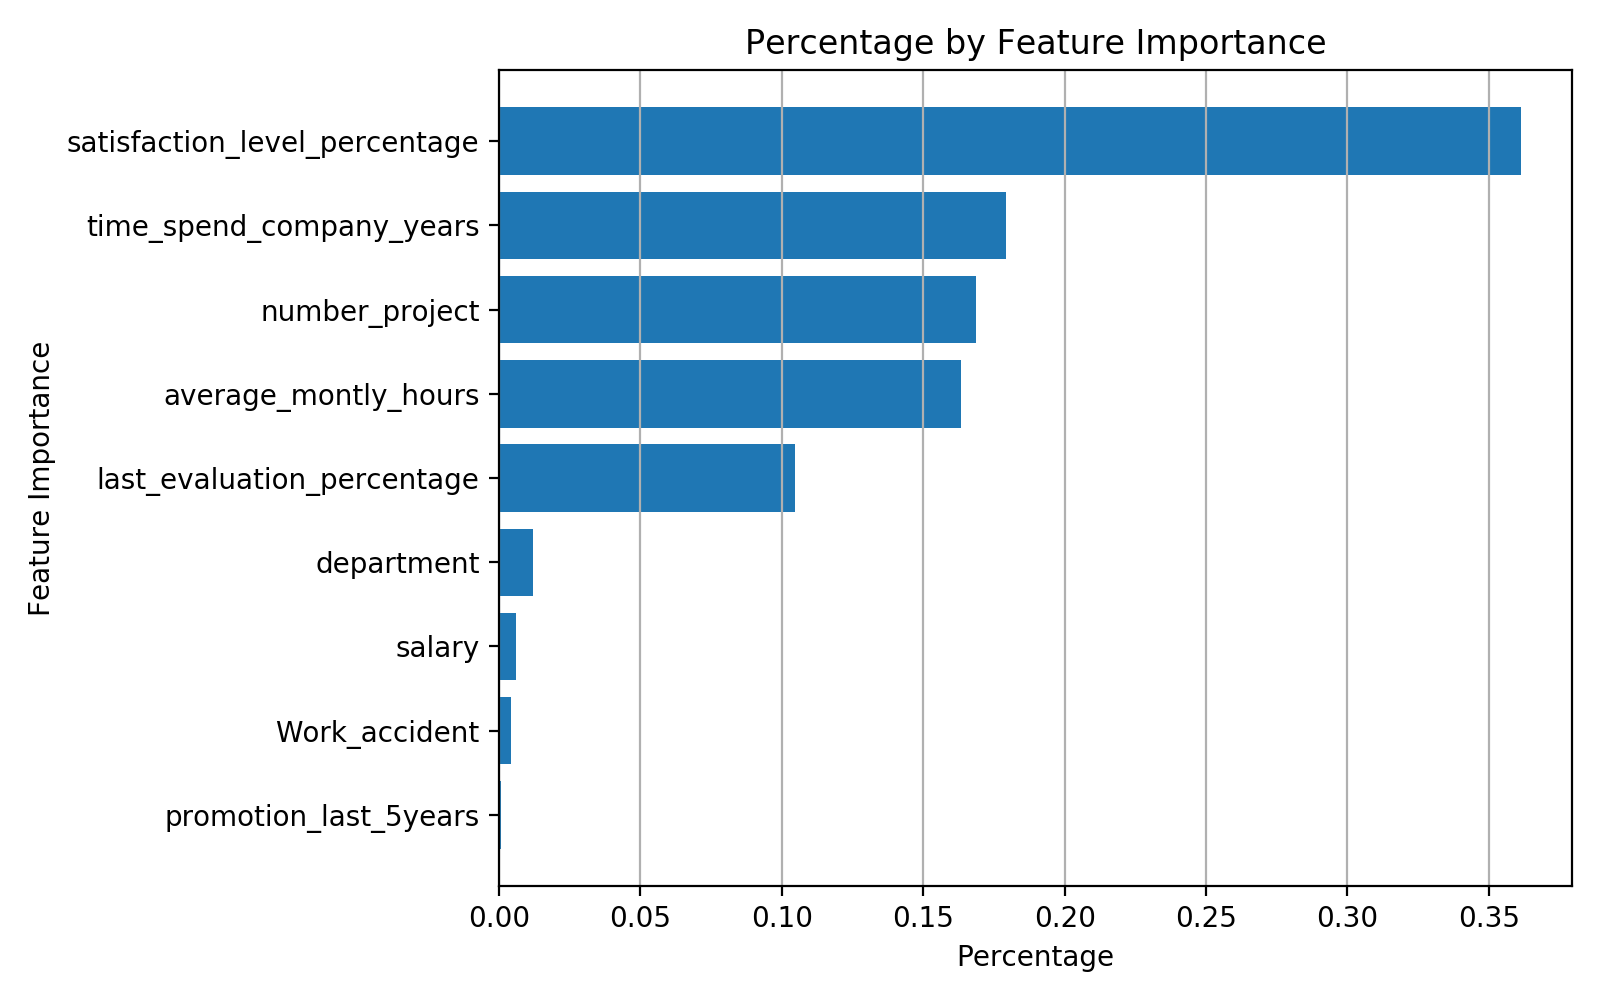 Percentage by Feature Importance
satisfaction_level_percentage
time_spend_company_years
number_project
average_montly_hours
last_evaluation_percentage
department
salary
Work_accident
promotion_last_5years
Feature Importance
0.00 0.05 0.10 0.15 0.20 0.25 0.30 0.35
Percentage